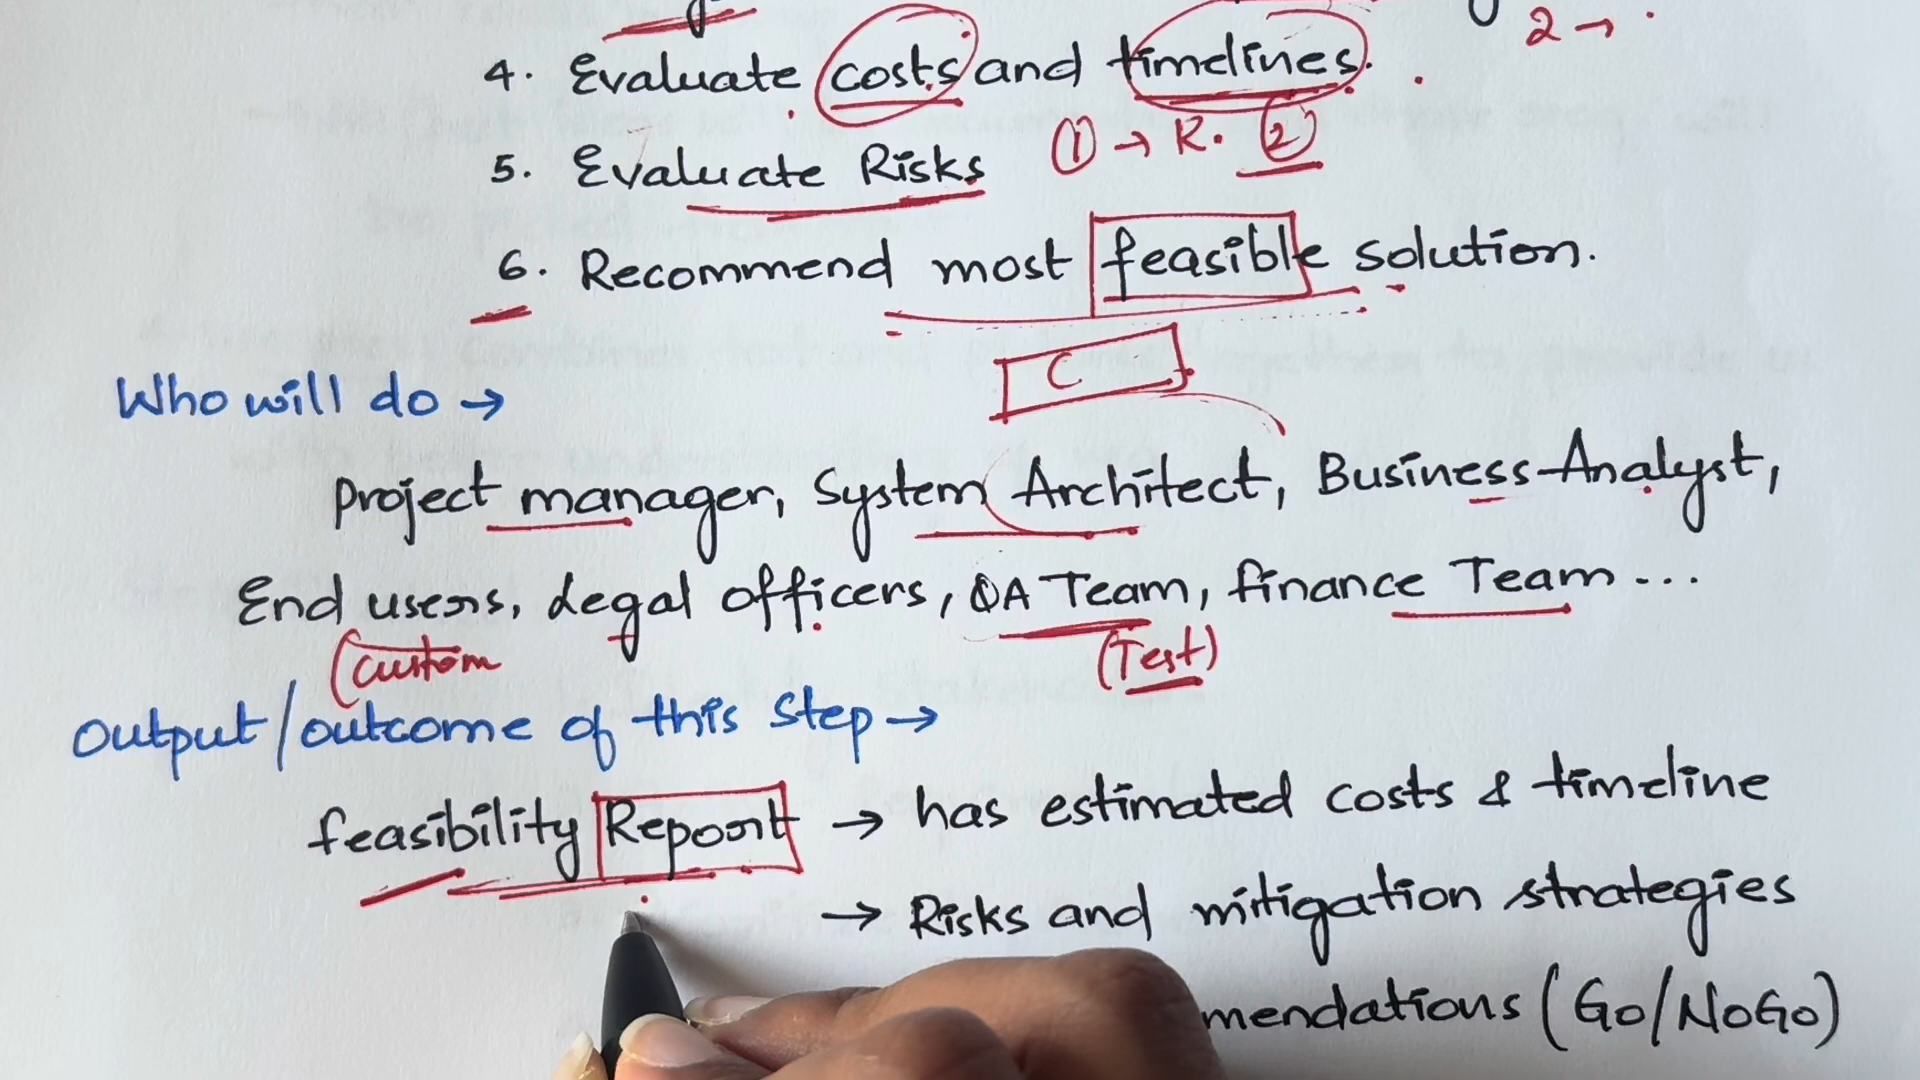 2 →
4. Evaluate costs and timelines.
① → R. ②
5. Evaluate Risks
6. Recommend most feasible solution.
C
Who will do →
Project manager, System Architect, Business Analyst,
End users, Legal officers, QA Team, finance Team ...
(custom
(Test)
Output/outcome of this step →
feasibility Report → has estimated costs & timeline
→ Risks and mitigation strategies
mendations (Go/NoGo)